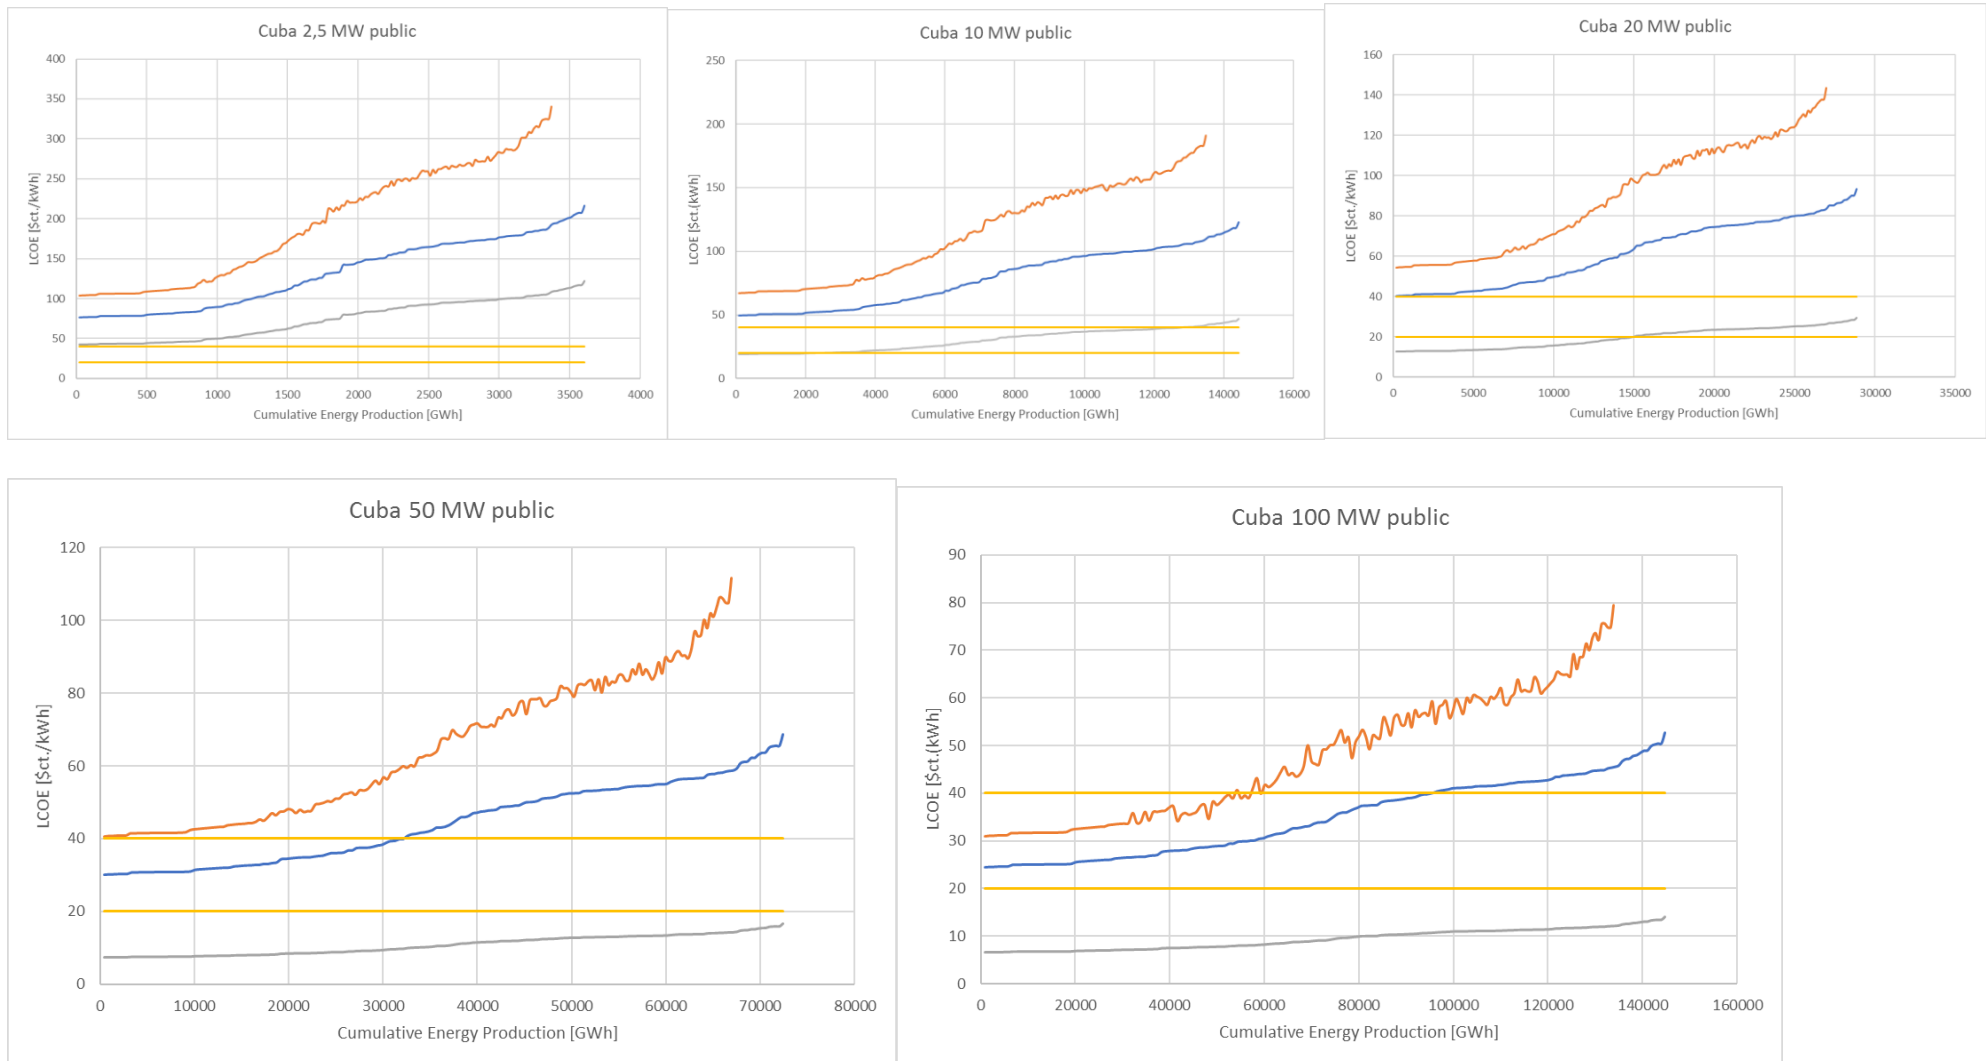 Cuba 2,5 MW public
400
350
300
250
200
150
100
50
0
LCOE [$ct./kWh]
0 500 1000 1500 2000 2500 3000 3500 4000
Cumulative Energy Production [GWh]
Cuba 10 MW public
250
200
150
100
50
0
LCOE [$ct.(kWh]
0 2000 4000 6000 8000 10000 12000 14000 16000
Cumulative Energy Production [GWh]
Cuba 20 MW public
160
140
120
100
80
60
40
20
0
LCOE [$ct./kWh]
0 5000 10000 15000 20000 25000 30000 35000
Cumulative Energy Production [GWh]
Cuba 50 MW public
120
100
80
60
40
20
0
LCOE [$ct./kWh]
0 10000 20000 30000 40000 50000 60000 70000 80000
Cumulative Energy Production [GWh]
Cuba 100 MW public
90
80
70
60
50
40
30
20
10
0
LCOE [$ct.(kWh]
0 20000 40000 60000 80000 100000 120000 140000 160000
Cumulative Energy Production [GWh]